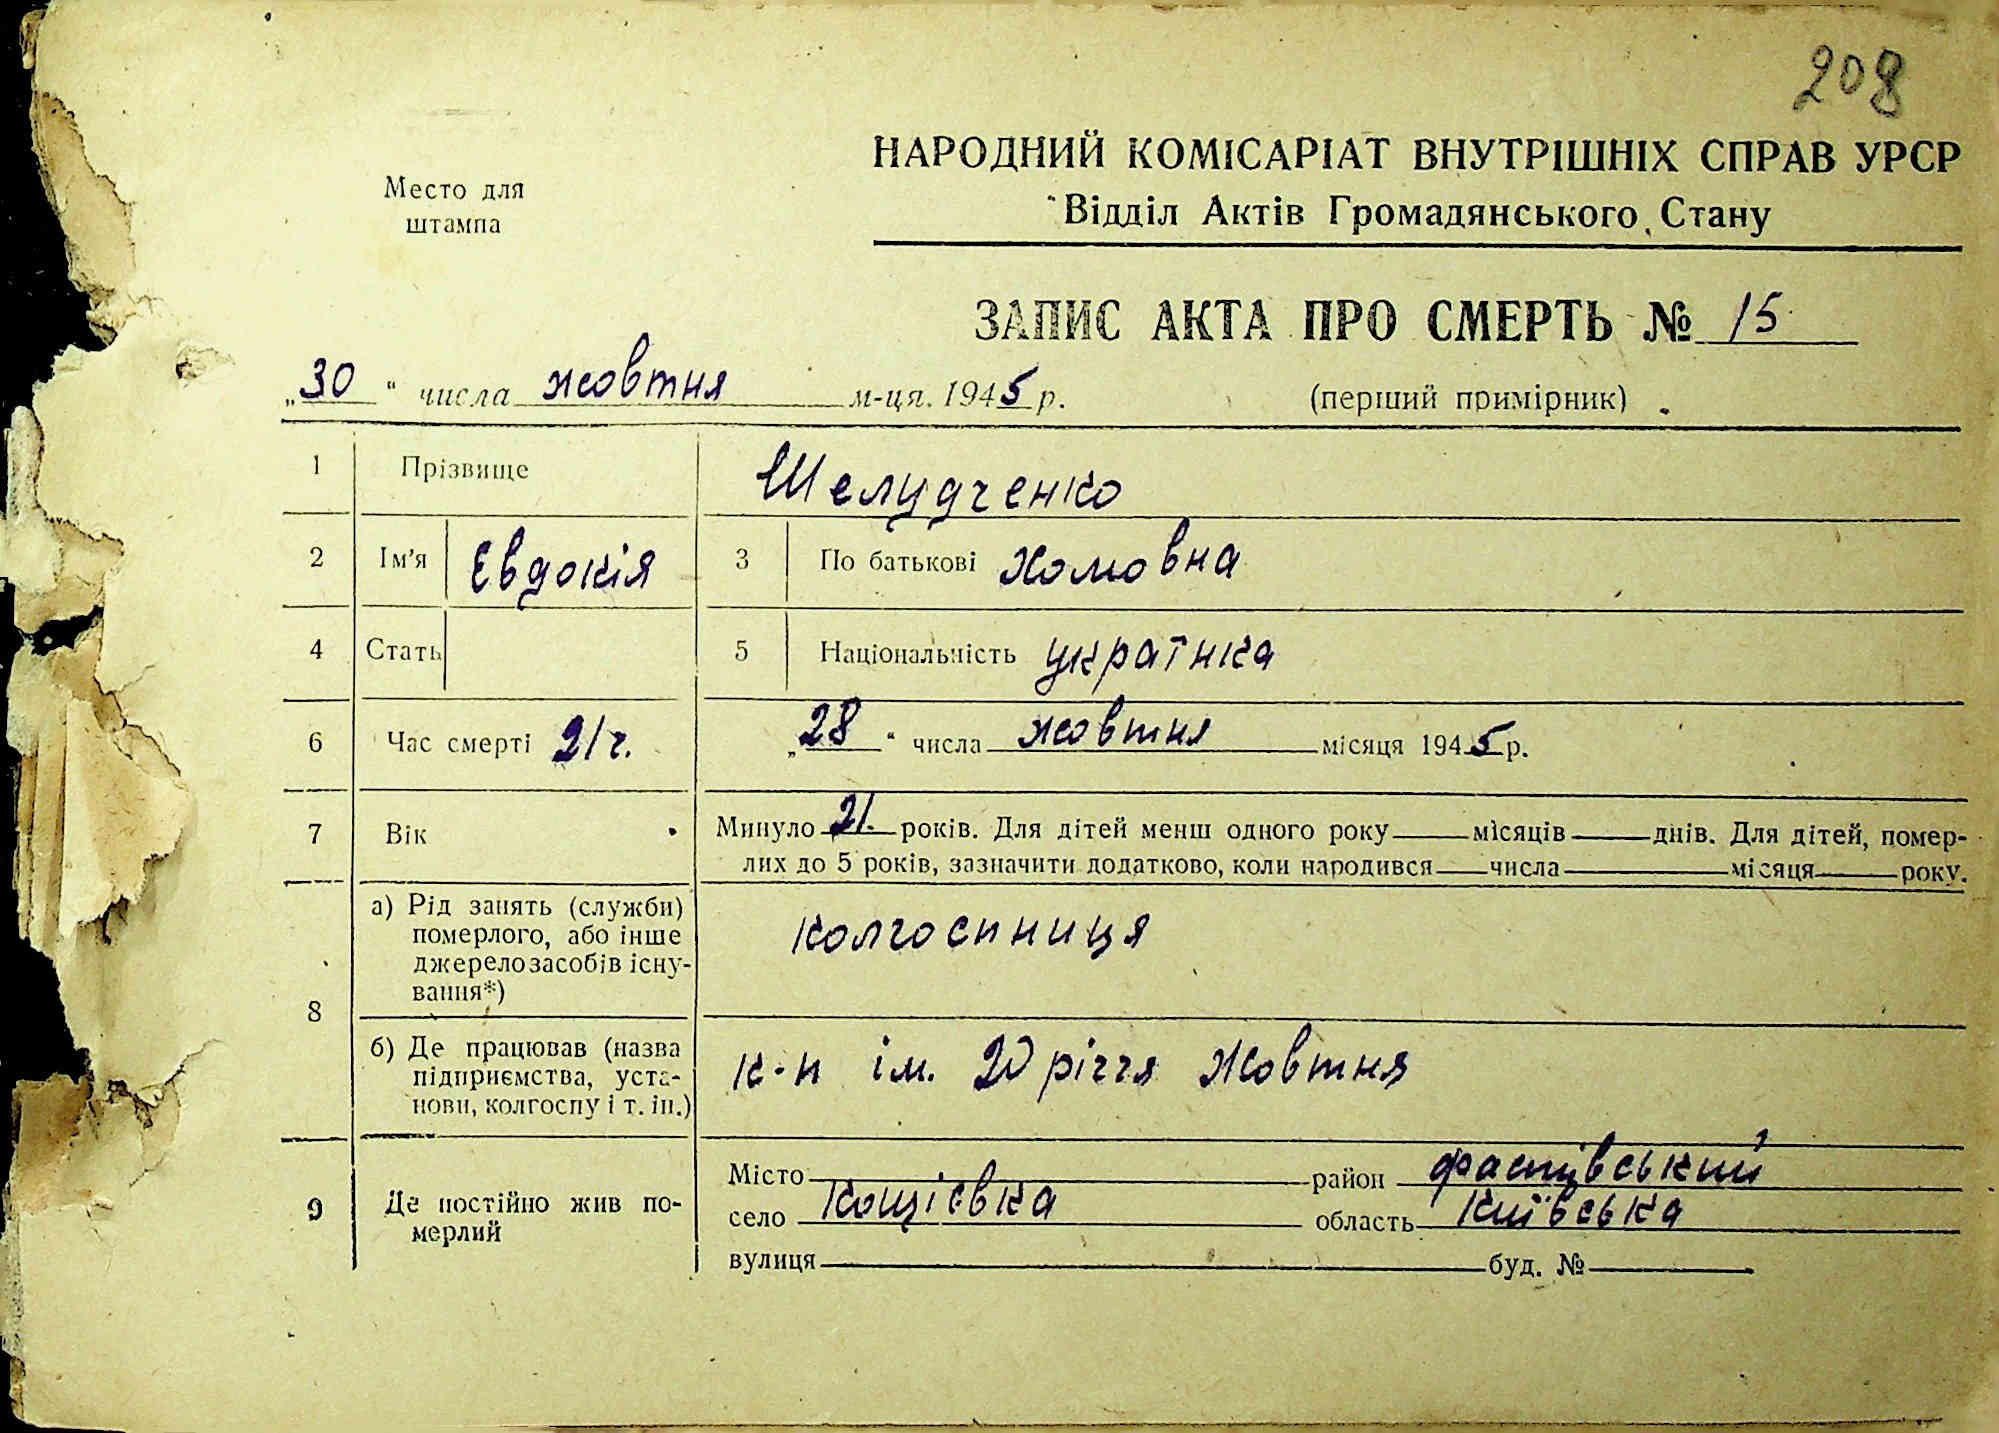 208
Место для
штампа
НАРОДНИЙ КОМІСАРІАТ ВНУТРІШНІХ СПРАВ УРСР
Відділ Актів Громадянського Стану
ЗАПИС АКТА ПРО СМЕРТЬ № 15
„30“ числа жовтня м-ця. 1945 р. (перший примірник)
1 Прізвище Шелудченко
2 Ім'я Евдокія 3 По батькові Хомовна
4 Стать 5 Національність українка
6 Час смерті 21 г. „28“ числа жовтня місяця 1945 р.
7 Вік Минуло 21. років. Для дітей менш одного року місяців днів. Для дітей, помер-
лих до 5 років, зазначити додатково, коли народився числа місяця року.
8 а) Рід занять (служби)
померлого, або інше
джерело засобів існу-
вання*)
колгоспниця
б) Де працював (назва
підприємства, уста-
нови, колгоспу і т. ін.)
к-п ім. 20 річчя Жовтня
9 Де постійно жив по-
мерлий
Місто район Фастівський
село Кощіевка область Київська
вулиця буд. №